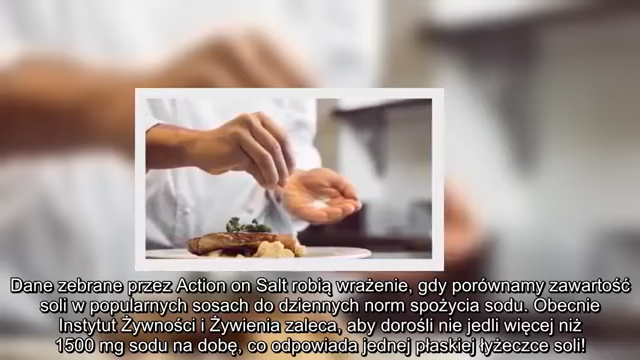 Dane zebrane przez Action on Salt robią wrażenie, gdy porównamy zawartość
soli w popularnych sosach do dziennych norm spożycia sodu. Obecnie
Instytut Żywności i Żywienia zaleca, aby dorośli nie jedli więcej niż
1500 mg sodu na dobę, co odpowiada jednej płaskiej łyżeczce soli!